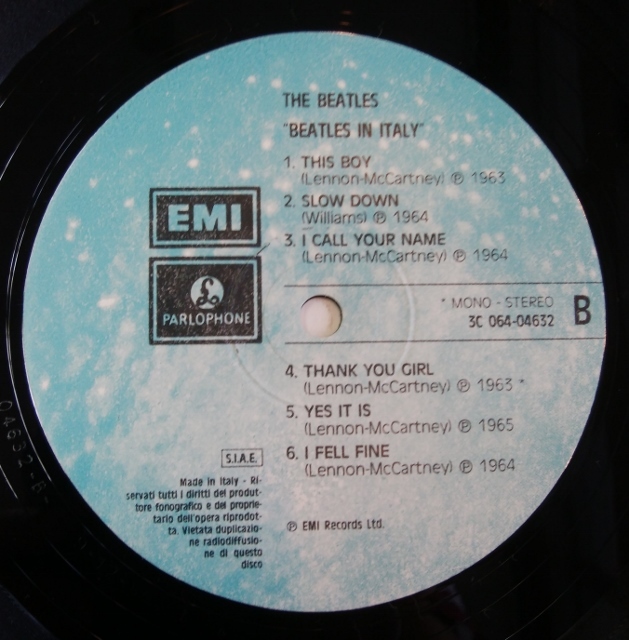 THE BEATLES
"BEATLES IN ITALY"
1. THIS BOY
(Lennon-McCartney) ℗ 1963
2. SLOW DOWN
(Williams) ℗ 1964
3. I CALL YOUR NAME
(Lennon-McCartney) ℗ 1964
EMI
£
PARLOPHONE
* MONO - STEREO
3C 064-04632
B
4. THANK YOU GIRL
(Lennon-McCartney) ℗ 1963 *
5. YES IT IS
(Lennon-McCartney) ℗ 1965
6. I FELL FINE
(Lennon-McCartney) ℗ 1964
S.I.A.E.
Made in Italy - Ri-
servati tutti i diritti del produt-
tore fonografico e del proprie-
tario dell'opera riprodot-
ta. Vietata duplicazio-
ne radiodiffusio-
ne di questo
disco
℗ EMI Records Ltd.